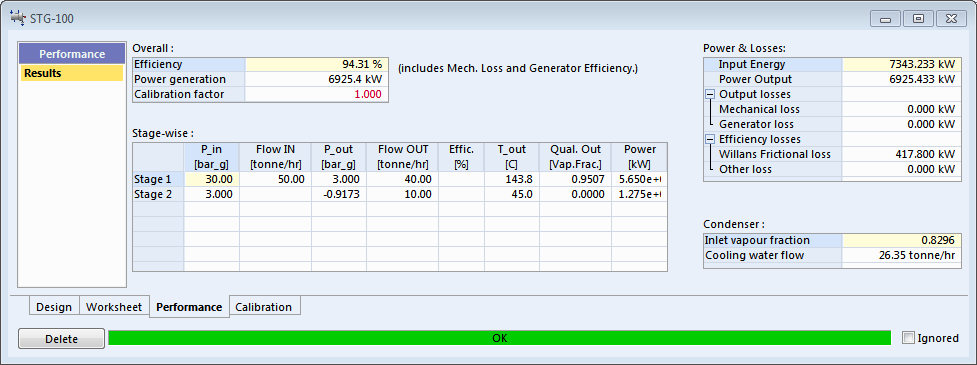 STG-100
Performance
Results
Overall :
Efficiency 94.31 %
Power generation 6925.4 kW
Calibration factor 1.000
(includes Mech. Loss and Generator Efficiency.)
Stage-wise :
P_in Flow IN P_out Flow OUT Effic. T_out Qual. Out Power
[bar_g] [tonne/hr] [bar_g] [tonne/hr] [%] [C] [Vap.Frac.] [kW]
Stage 1 30.00 50.00 3.000 40.00 143.8 0.9507 5.650e+
Stage 2 3.000 -0.9173 10.00 45.0 0.0000 1.275e+
Power & Losses:
Input Energy 7343.233 kW
Power Output 6925.433 kW
Output losses
Mechanical loss 0.000 kW
Generator loss 0.000 kW
Efficiency losses
Willans Frictional loss 417.800 kW
Other loss 0.000 kW
Condenser :
Inlet vapour fraction 0.8296
Cooling water flow 26.35 tonne/hr
Design Worksheet Performance Calibration
Delete OK Ignored